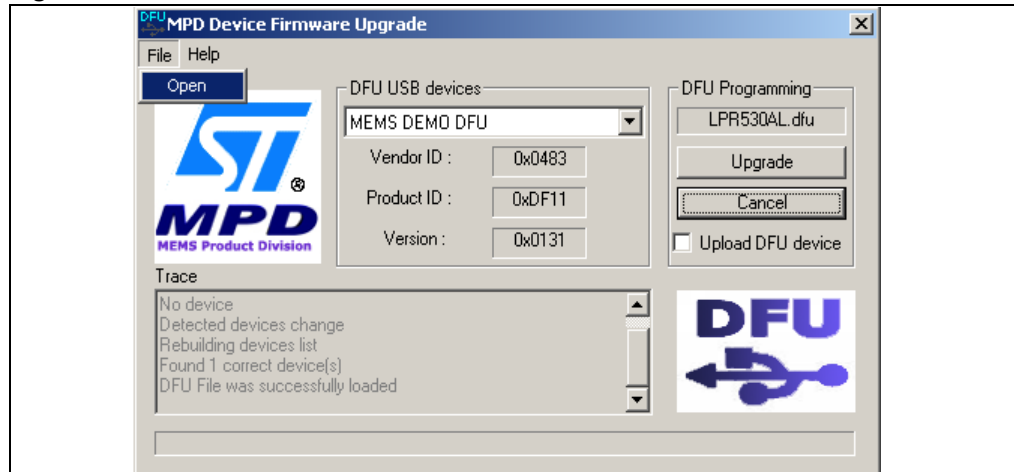 DFU MPD Device Firmware Upgrade
File Help
Open
DFU USB devices
MEMS DEMO DFU
Vendor ID : 0x0483
Product ID : 0xDF11
Version : 0x0131
DFU Programming
LPR530AL.dfu
Upgrade
Cancel
Upload DFU device
ST ®
MPD
MEMS Product Division
Trace
No device
Detected devices change
Rebuilding devices list
Found 1 correct device(s)
DFU File was successfully loaded
DFU